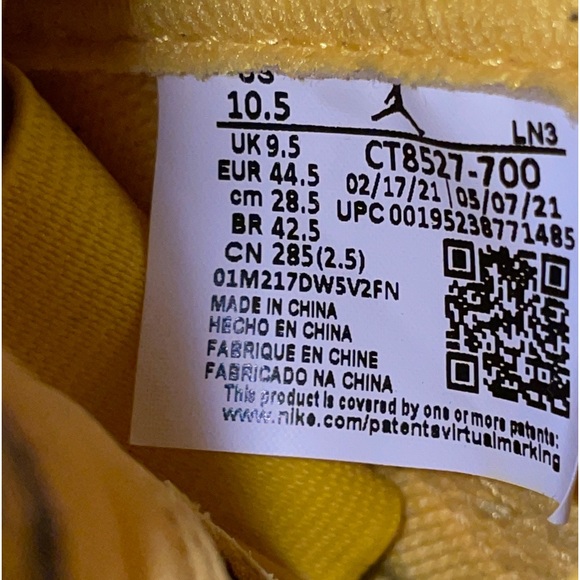 US
10.5
LN3
UK 9.5
CT8527-700
EUR 44.5
02/17/21 | 05/07/21
cm 28.5
UPC 00195238771485
BR 42.5
CN 285(2.5)
01M217DW5V2FN
MADE IN CHINA
HECHO EN CHINA
FABRIQUE EN CHINE
FABRICADO NA CHINA
This product is covered by one or more patents:
www.nike.com/patentsvirtualmarking